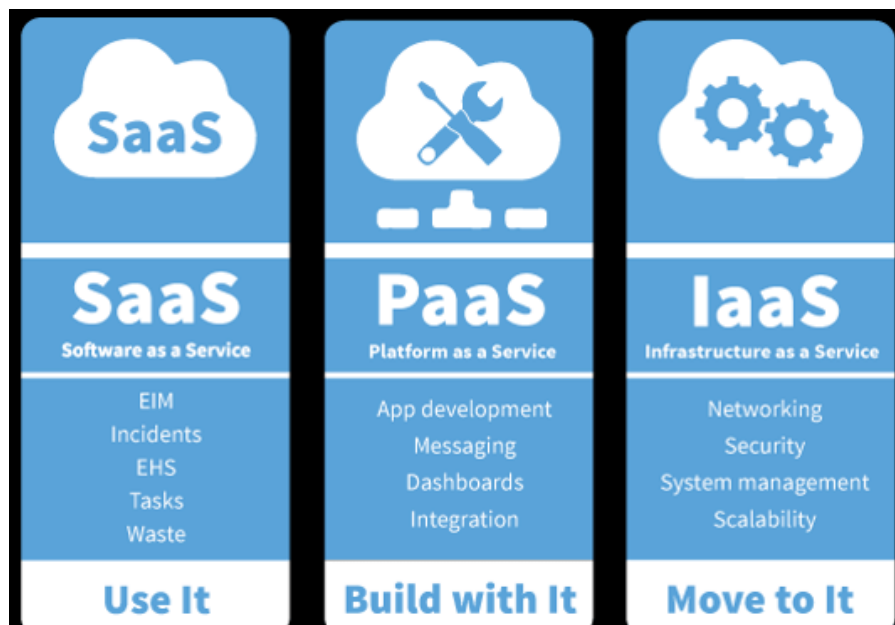 SaaS
SaaS
Software as a Service
EIM
Incidents
EHS
Tasks
Waste
Use It
PaaS
Platform as a Service
App development
Messaging
Dashboards
Integration
Build with It
IaaS
Infrastructure as a Service
Networking
Security
System management
Scalability
Move to It